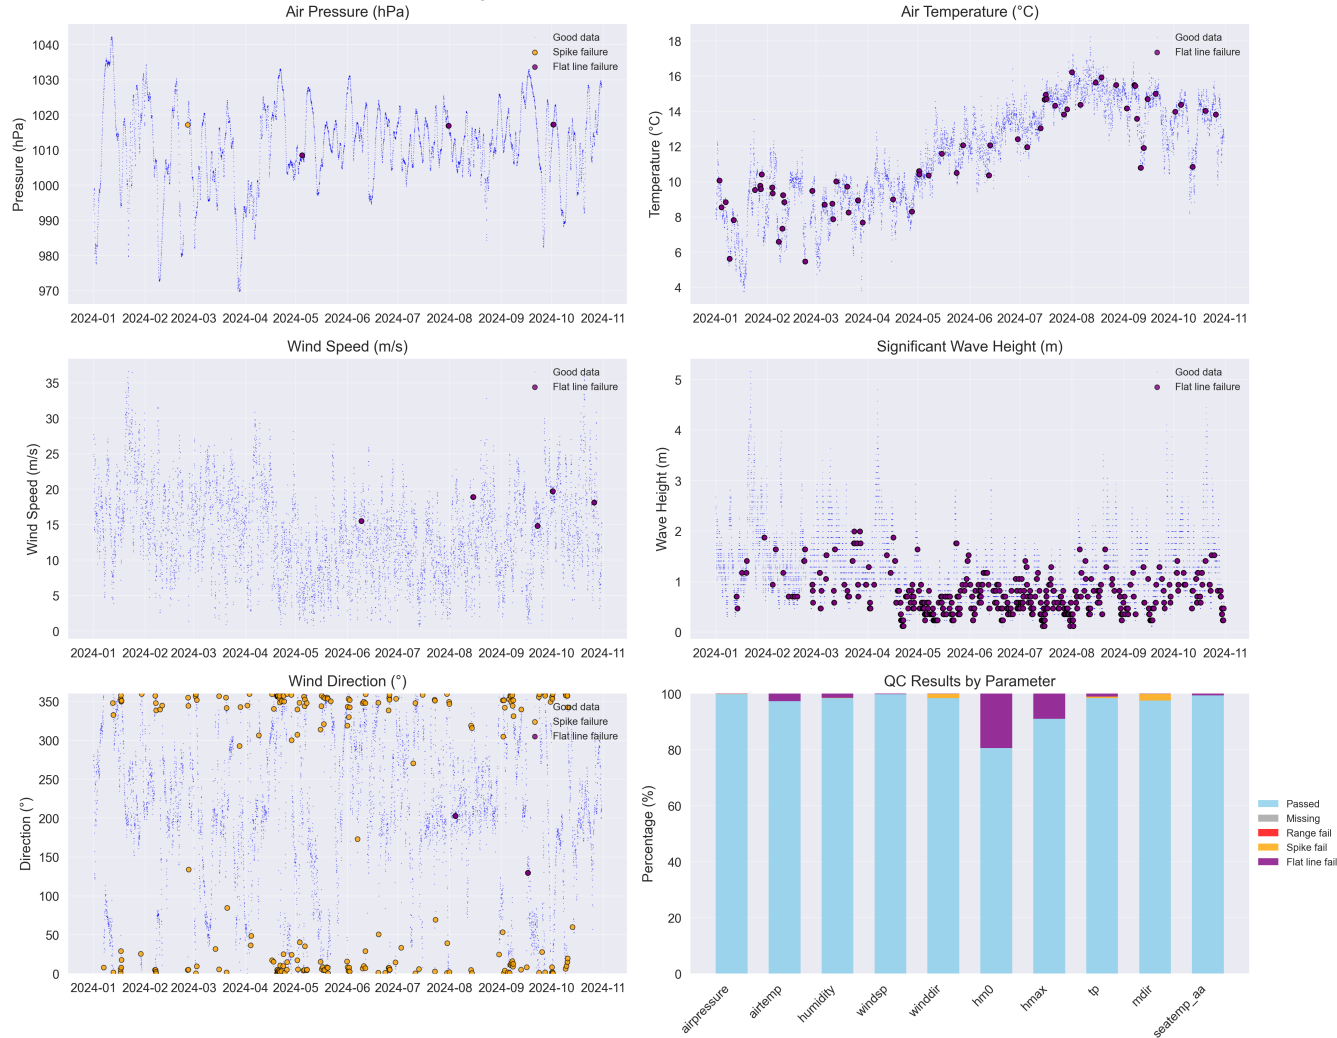 Air Pressure (hPa)
Good data
Spike failure
Flat line failure
Pressure (hPa)
1040
1030
1020
1010
1000
990
980
970
2024-01 2024-02 2024-03 2024-04 2024-05 2024-06 2024-07 2024-08 2024-09 2024-10 2024-11
Air Temperature (°C)
Good data
Flat line failure
Temperature (°C)
18
16
14
12
10
8
6
4
2024-01 2024-02 2024-03 2024-04 2024-05 2024-06 2024-07 2024-08 2024-09 2024-10 2024-11
Wind Speed (m/s)
Good data
Flat line failure
Wind Speed (m/s)
35
30
25
20
15
10
5
0
2024-01 2024-02 2024-03 2024-04 2024-05 2024-06 2024-07 2024-08 2024-09 2024-10 2024-11
Significant Wave Height (m)
Good data
Flat line failure
Wave Height (m)
5
4
3
2
1
0
2024-01 2024-02 2024-03 2024-04 2024-05 2024-06 2024-07 2024-08 2024-09 2024-10 2024-11
Wind Direction (°)
Good data
Spike failure
Flat line failure
Direction (°)
350
300
250
200
150
100
50
0
2024-01 2024-02 2024-03 2024-04 2024-05 2024-06 2024-07 2024-08 2024-09 2024-10 2024-11
QC Results by Parameter
Percentage (%)
100
80
60
40
20
0
airpressure
airtemp
humidity
windsp
winddir
hm0
hmax
tp
mdir
seatemp_aa
Passed
Missing
Range fail
Spike fail
Flat line fail